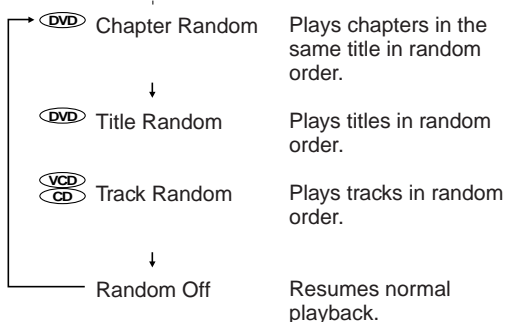 DVD Chapter Random Plays chapters in the
same title in random
order.
DVD Title Random Plays titles in random
order.
VCD
CD Track Random Plays tracks in random
order.
Random Off Resumes normal
playback.